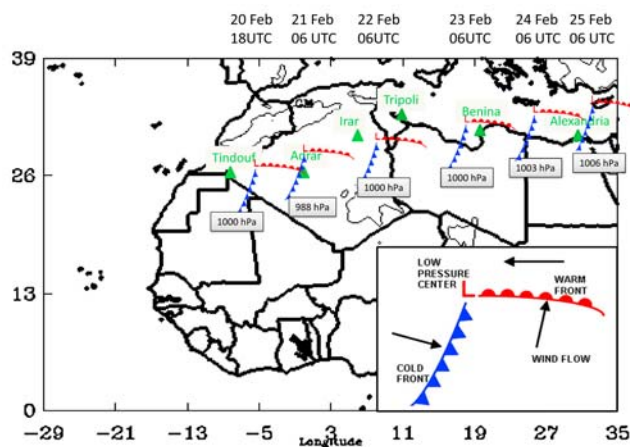 20 Feb 21 Feb 22 Feb 23 Feb 24 Feb 25 Feb
18UTC 06 UTC 06UTC 06UTC 06 UTC 06 UTC
39
Tripoli
Irar
Benina
Alexandria
Tindouf
Adrar
26
1000 hPa
988 hPa
1000 hPa
1000 hPa
1003 hPa
1006 hPa
LOW
PRESSURE
CENTER
WARM
FRONT
13
COLD
FRONT
WIND FLOW
0
-29 -21 -13 -5 3 11 19 27 35
Longitude